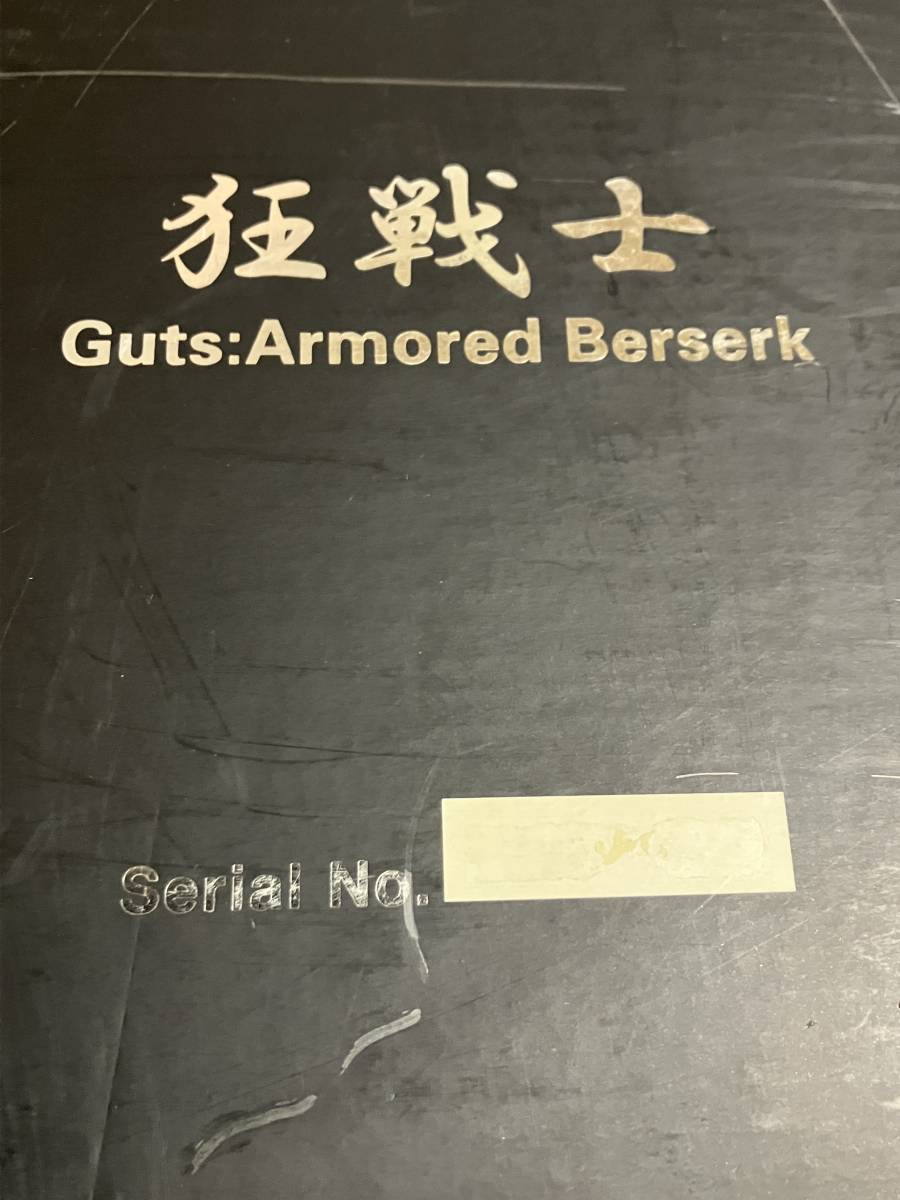 狂戦士
Guts:Armored Berserk
Serial No.